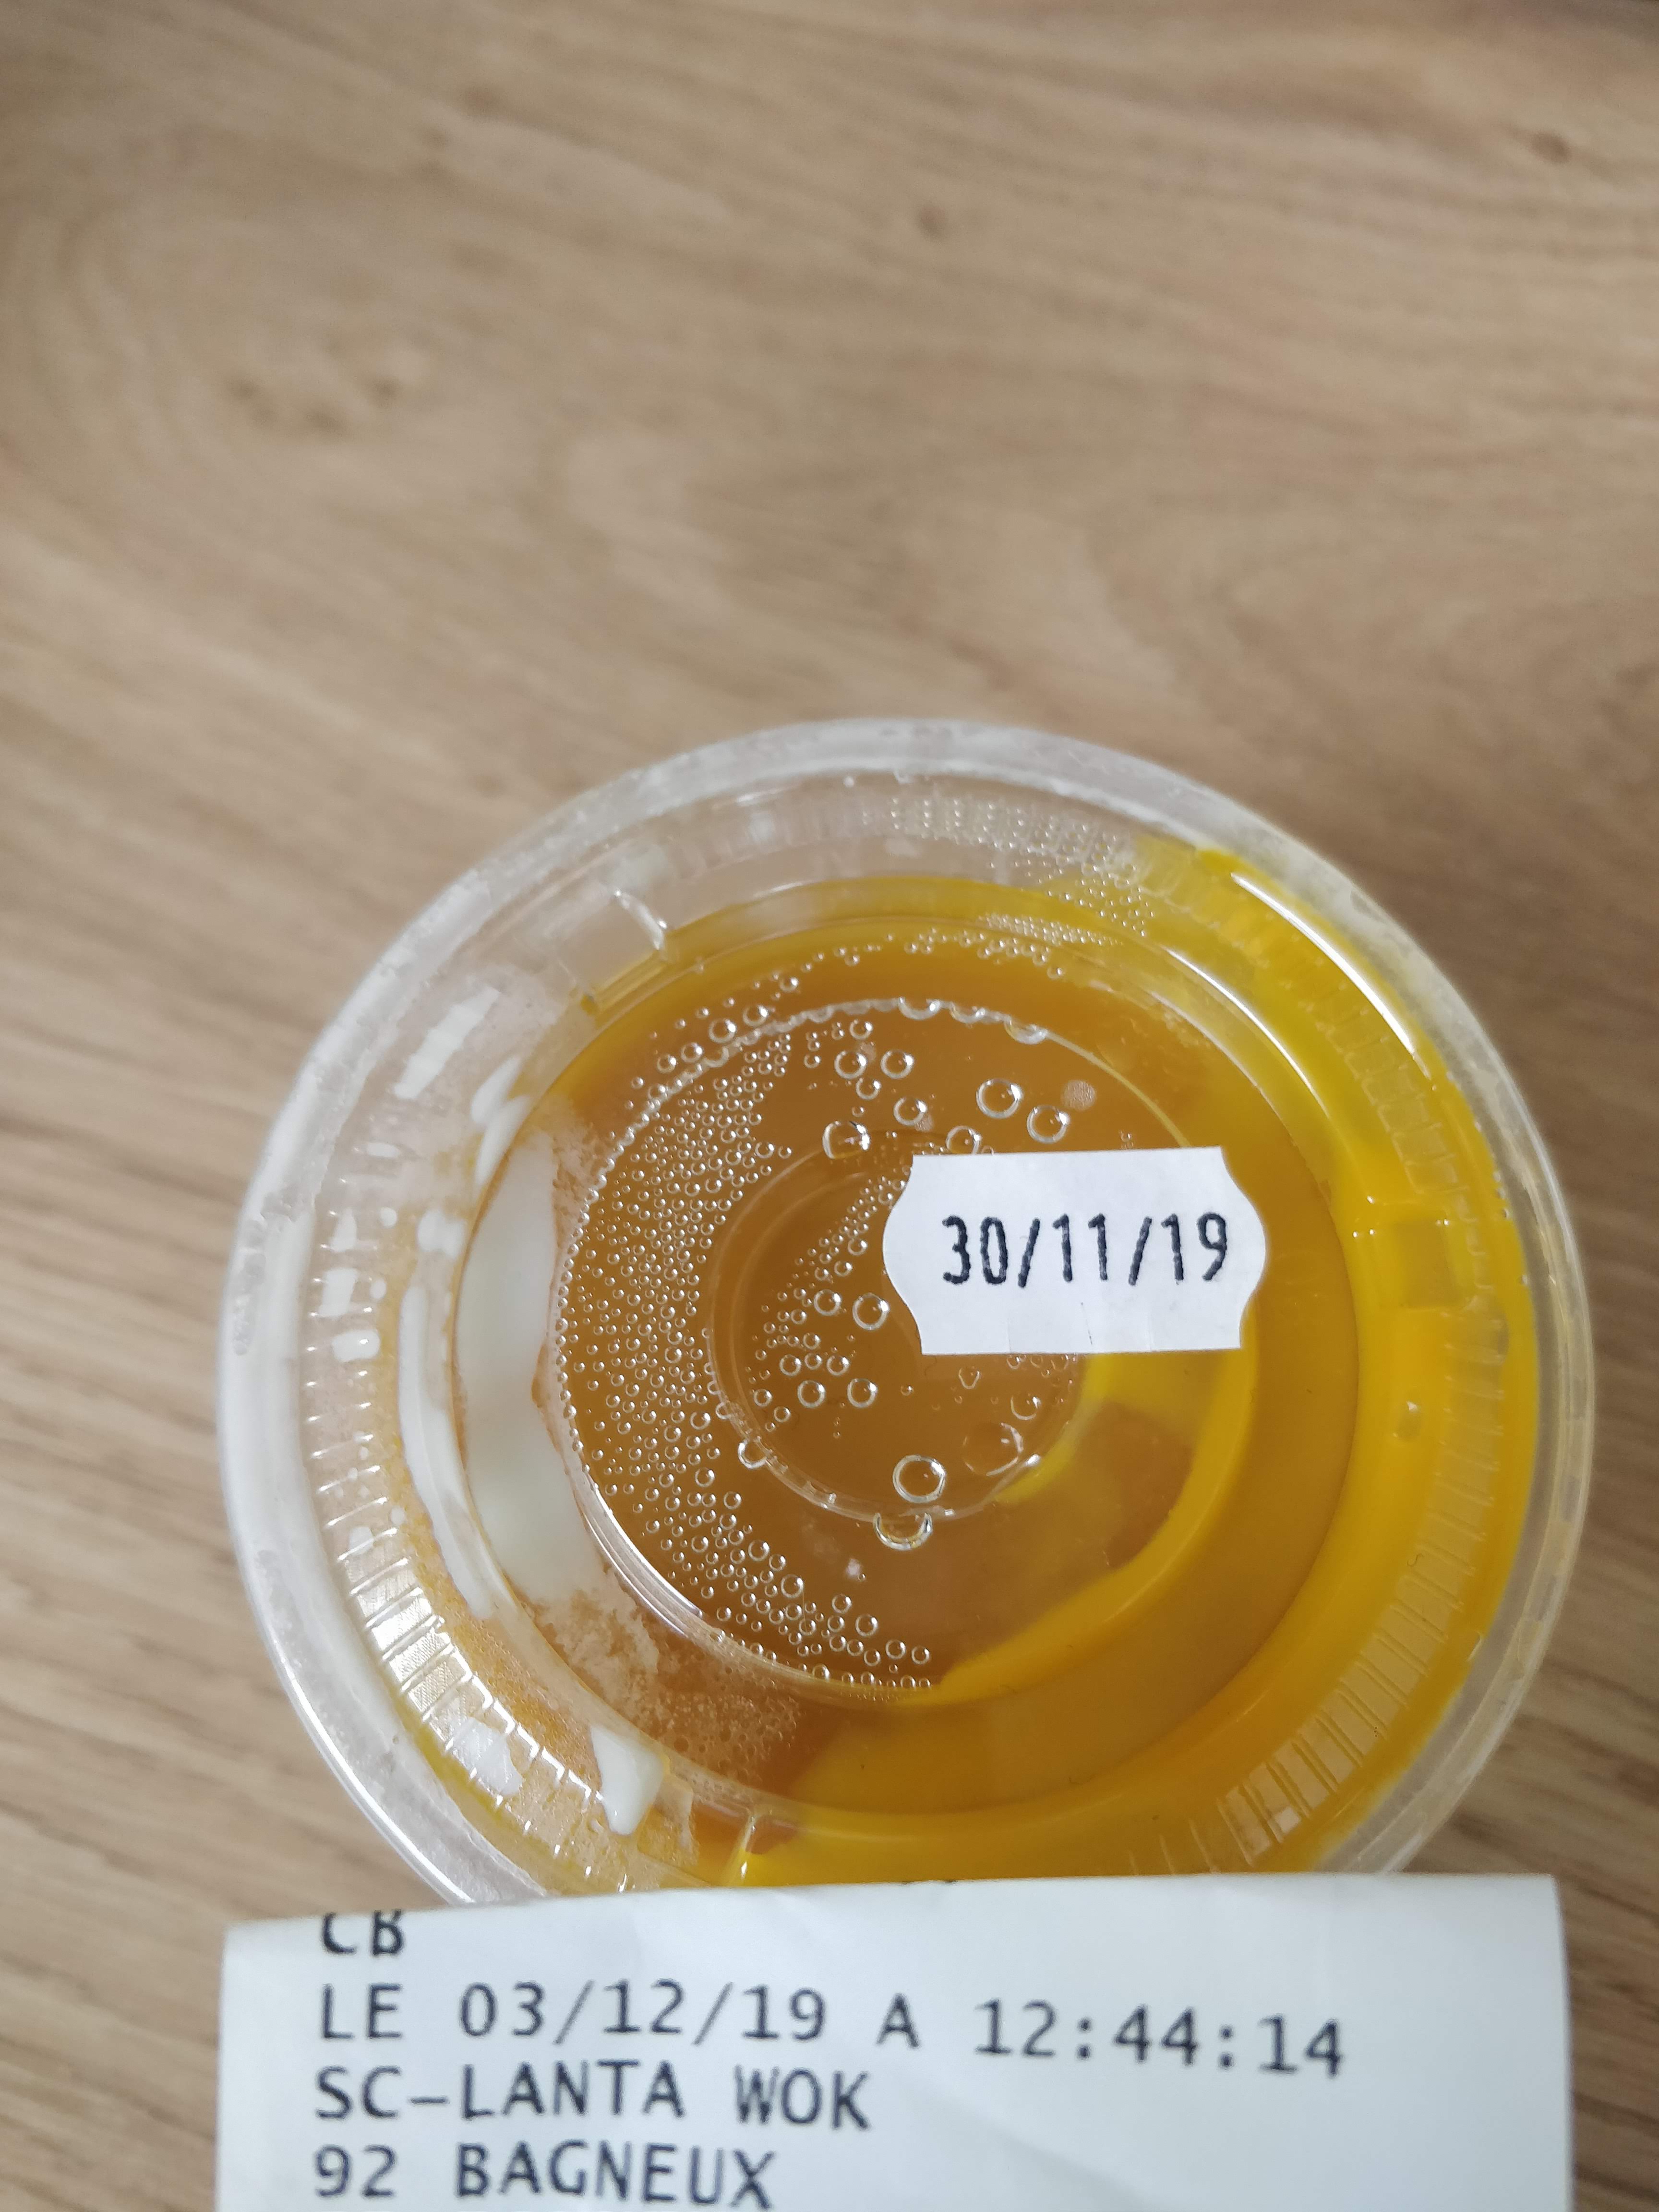 30/11/19
CB
LE 03/12/19 A 12:44:14
SC-LANTA WOK
92 BAGNEUX